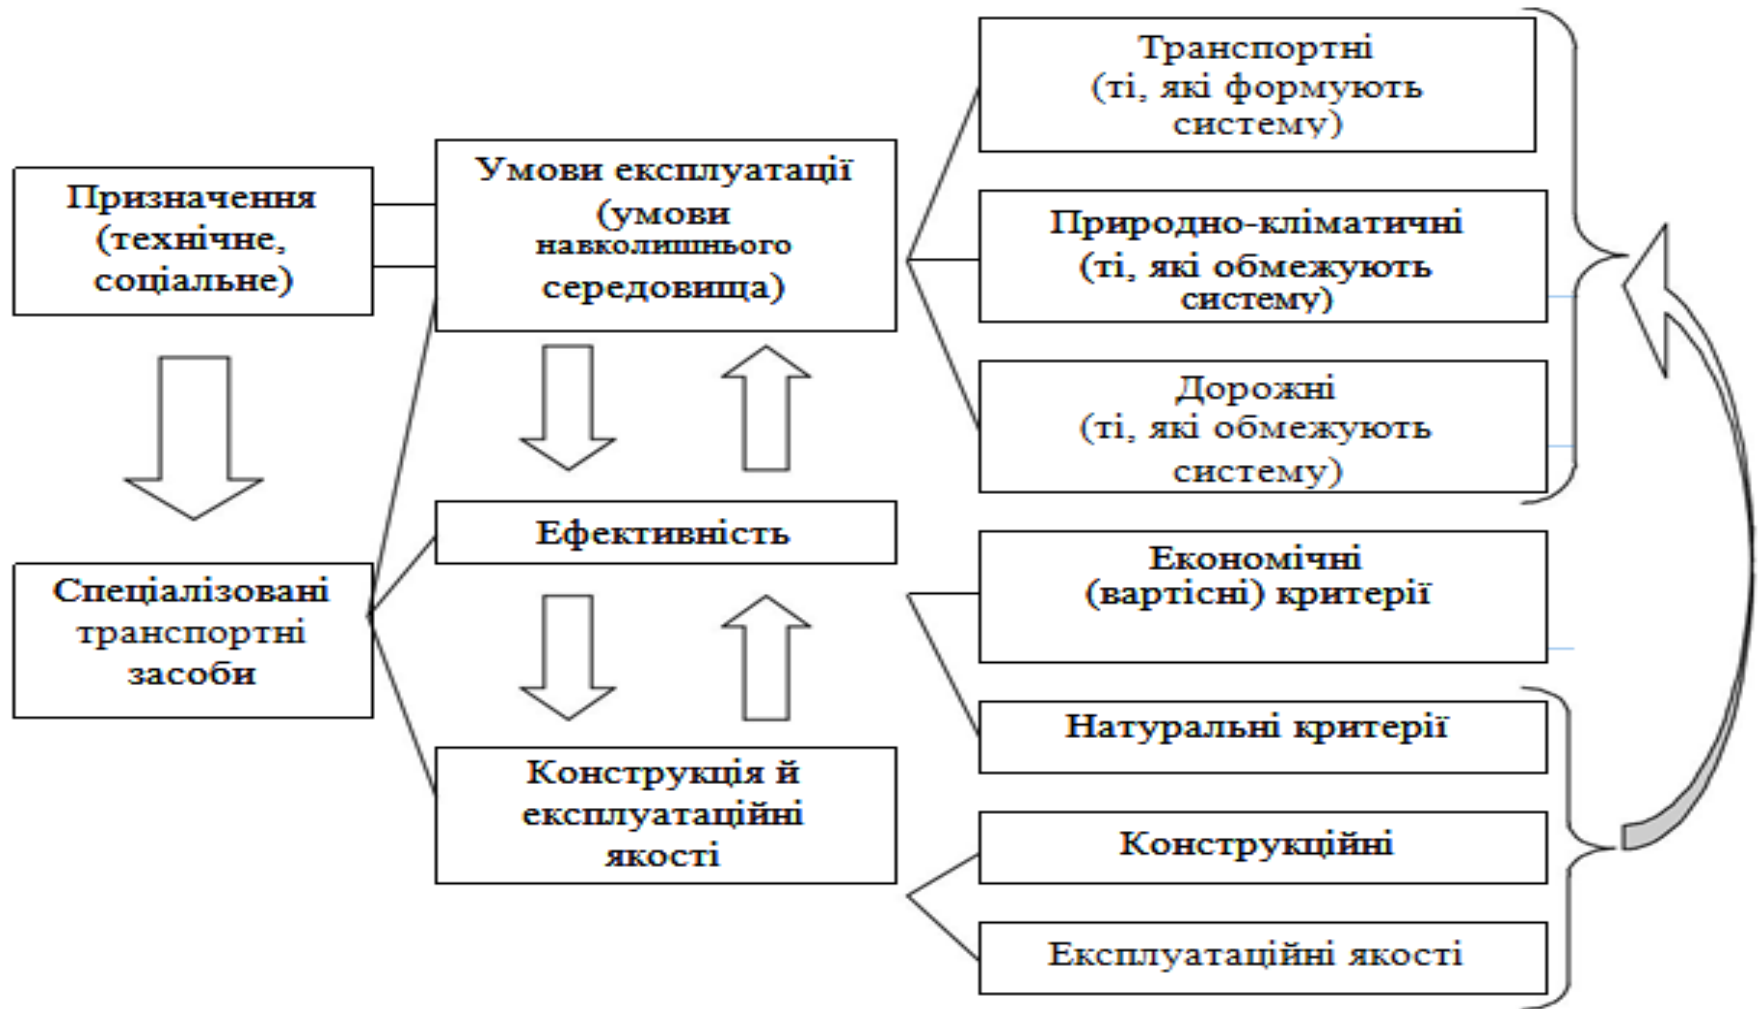 Призначення
(технічне,
соціальне)
Спеціалізовані
транспортні
засоби
Умови експлуатації
(умови
навколишнього
середовища)
Ефективність
Конструкція й
експлуатаційні
якості
Транспортні
(ті, які формують
систему)
Природно-кліматичні
(ті, які обмежують
систему)
Дорожні
(ті, які обмежують
систему)
Економічні
(вартісні) критерії
Натуральні критерії
Конструкційні
Експлуатаційні якості